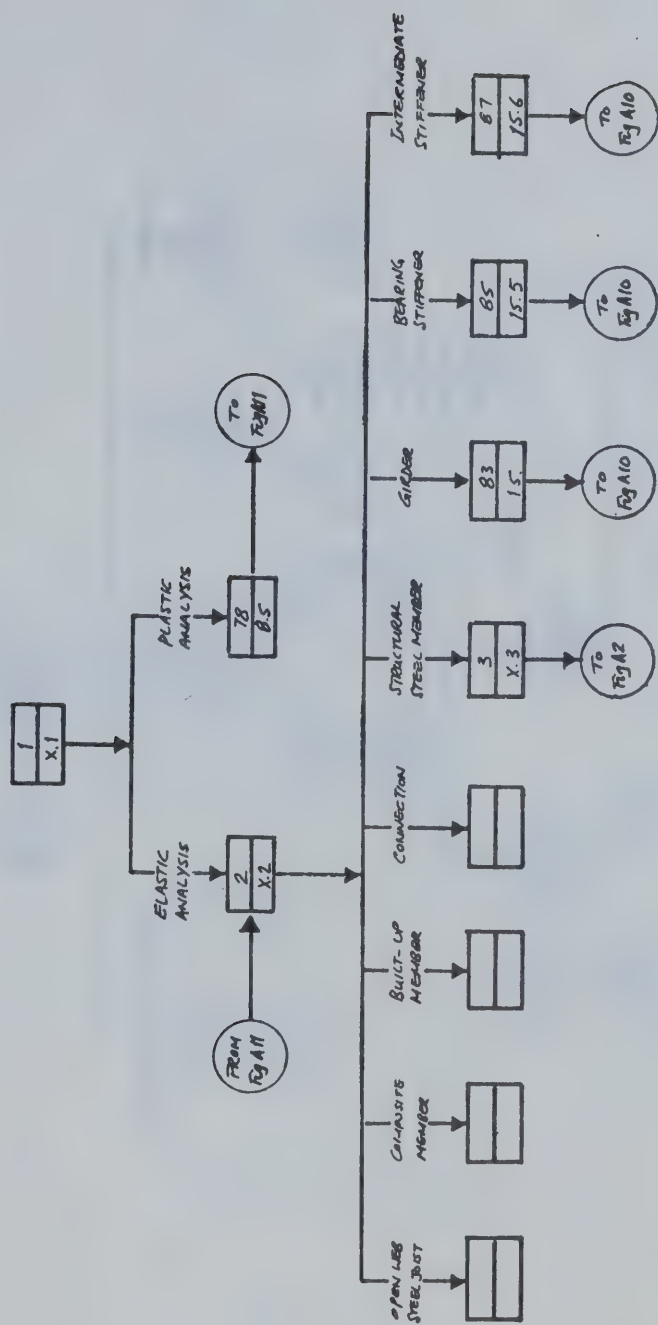 1
X.1
ELASTIC
ANALYSIS
PLASTIC
ANALYSIS
FROM
Fig A11
2
X.2
78
8.5
TO
Fig A11
OPEN WEB
STEEL JOIST
COMPOSITE
MEMBER
BUILT-UP
MEMBER
CONNECTION
STRUCTURAL
STEEL MEMBER
GIRDER
BEARING
STIFFENER
INTERMEDIATE
STIFFENER
3
X.3
83
15.
85
15.5
87
15.6
TO
Fig A2
TO
Fig A10
TO
Fig A10
TO
Fig A10